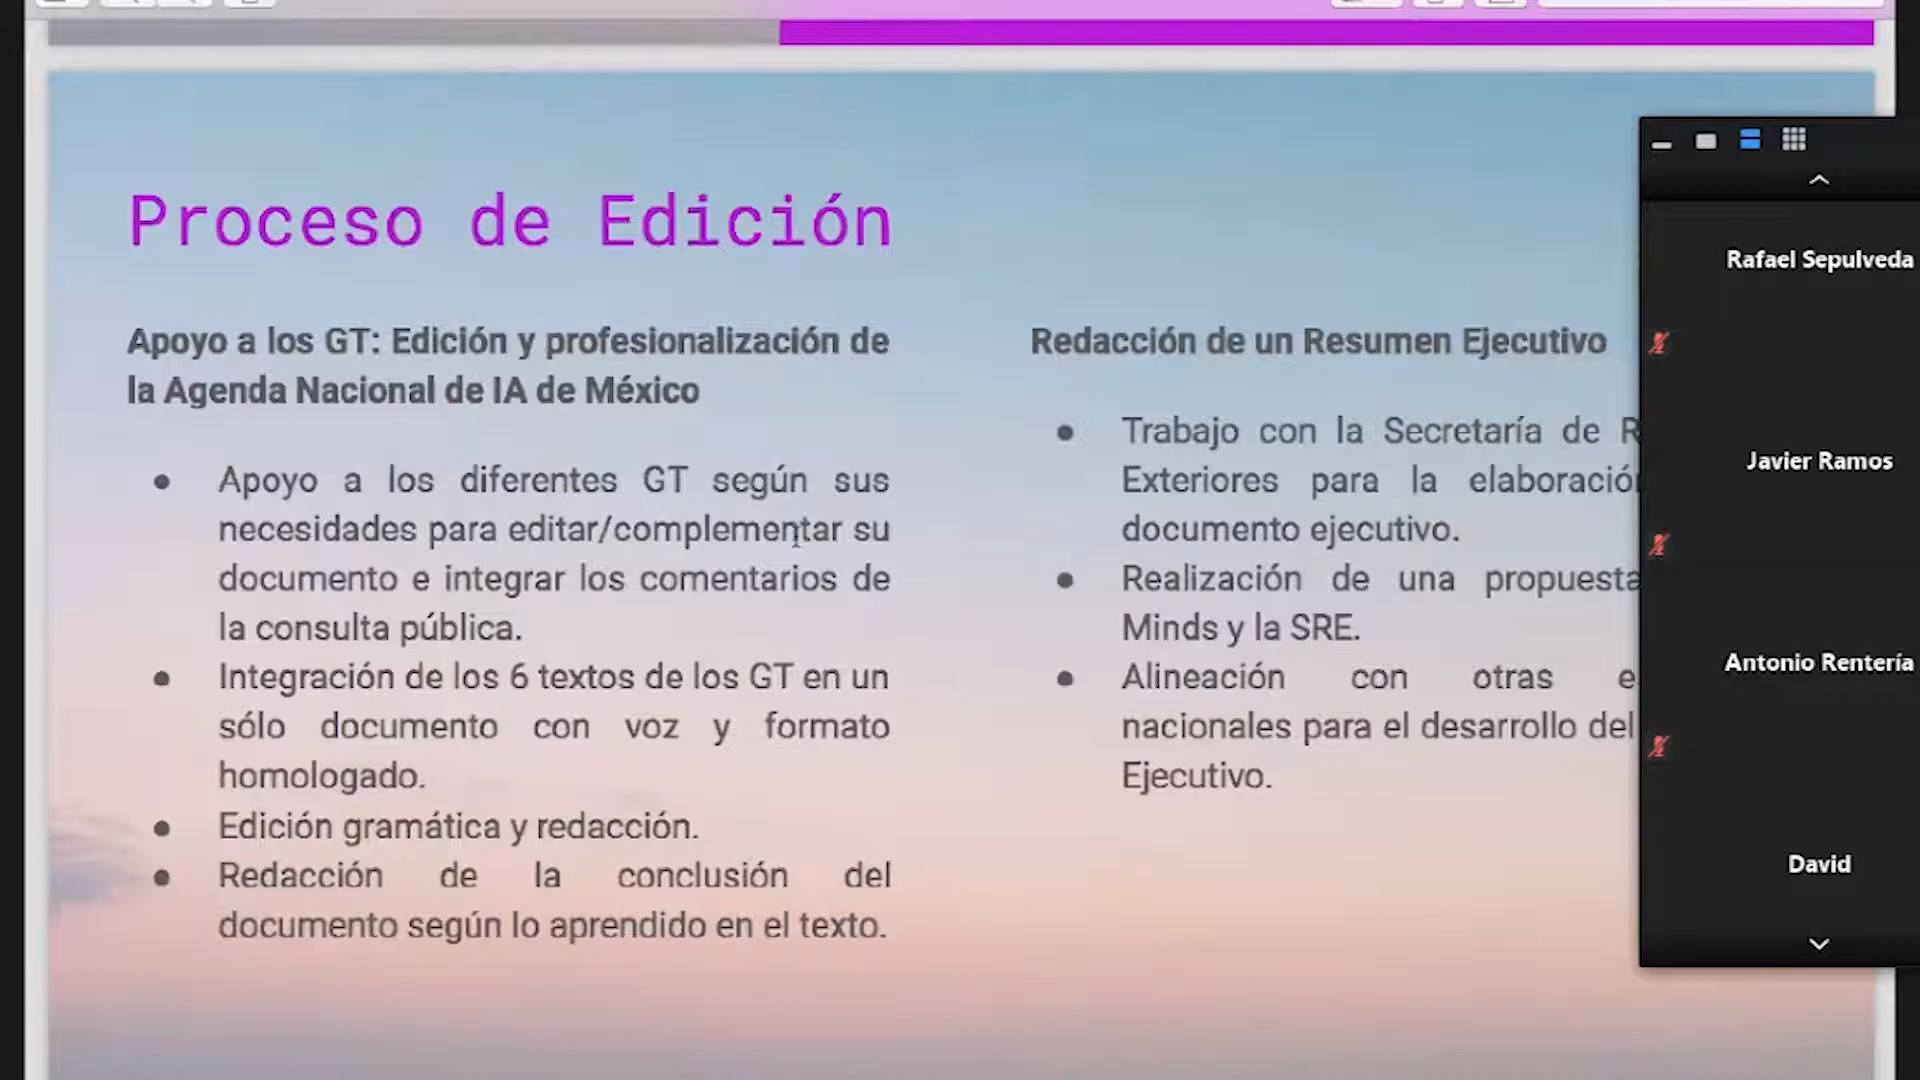 Proceso de Edición
Apoyo a los GT: Edición y profesionalización de
la Agenda Nacional de IA de México
Apoyo a los diferentes GT según sus
necesidades para editar/complementar su
documento e integrar los comentarios de
la consulta pública.
Integración de los 6 textos de los GT en un
sólo documento con voz y formato
homologado.
Edición gramática y redacción.
Redacción de la conclusión del
documento según lo aprendido en el texto.
Redacción de un Resumen Ejecutivo
Trabajo con la Secretaría de
Exteriores para la
documento ejecutivo.
Realización de una propuesta
Minds y la SRE.
Alineación con otras
nacionales para el desarrollo del
Ejecutivo.
Rafael Sepulveda
Javier Ramos
Antonio Rentería
David